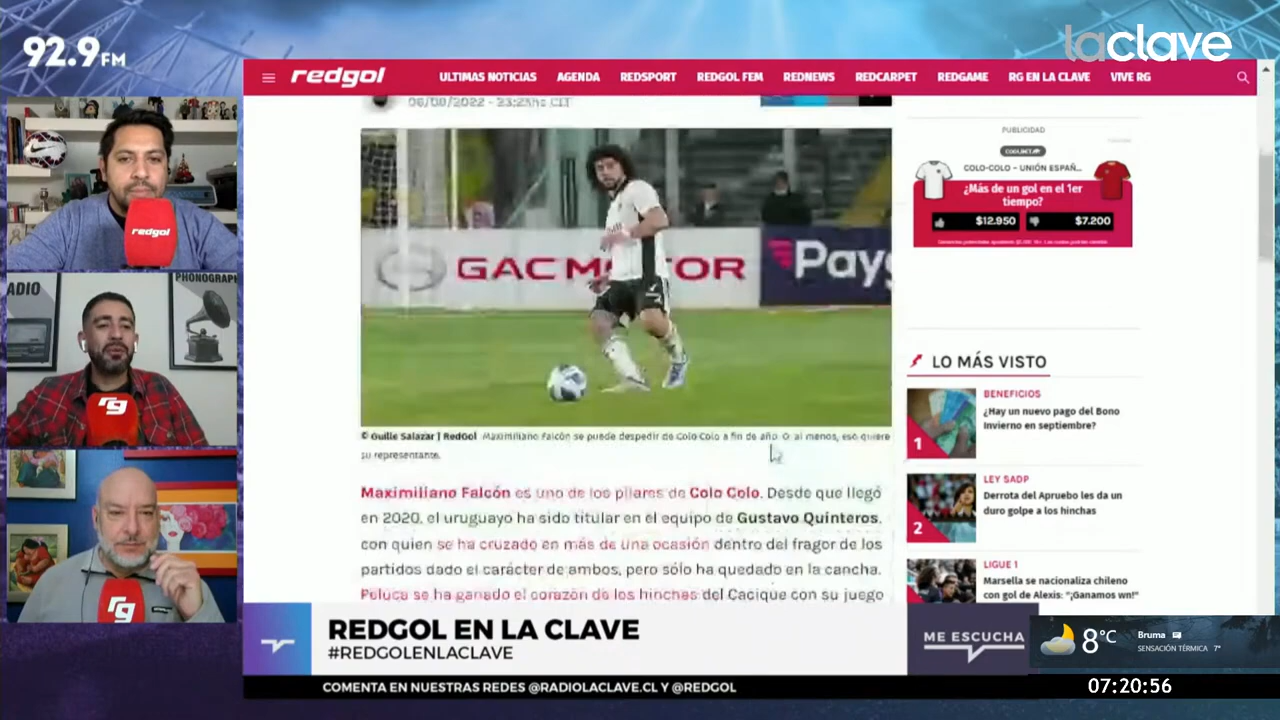 92.9FM
laclave
redgol
ULTIMAS NOTICIAS
AGENDA
REDSPORT
REDGOL FEM
REDNEWS
REDCARPET
REDGAME
RG EN LA CLAVE
VIVE RG
06/09/2022 - 23:25hs CLT
GAC MOTOR
Pays
© Guille Salazar | RedGol Maximiliano Falcón se puede despedir de Colo Colo a fin de año. O, al menos, eso quiere
su representante.
Maximiliano Falcón es uno de los pilares de Colo Colo. Desde que llegó
en 2020, el uruguayo ha sido titular en el equipo de Gustavo Quinteros,
con quien se ha cruzado en más de una ocasión dentro del fragor de los
partidos dado el carácter de ambos, pero sólo ha quedado en la cancha.
Peluca se ha ganado el corazón de los hinchas del Cacique con su juego
PUBLICIDAD
COOLBET
COLO-COLO – UNIÓN ESPAÑ...
¿Más de un gol en el 1er
tiempo?
$12.950
$7.200
LO MÁS VISTO
1
BENEFICIOS
¿Hay un nuevo pago del Bono
Invierno en septiembre?
2
LEY SADP
Derrota del Apruebo les da un
duro golpe a los hinchas
LIGUE 1
Marsella se nacionaliza chileno
con gol de Alexis: "¡Ganamos wn!"
redgol
ADIO
PHONOGRAP
rg
rg
REDGOL EN LA CLAVE
#REDGOLENLACLAVE
ME ESCUCHA
8°C
Bruma
SENSACIÓN TÉRMICA 7°
COMENTA EN NUESTRAS REDES @RADIOLACLAVE.CL Y @REDGOL
07:20:56